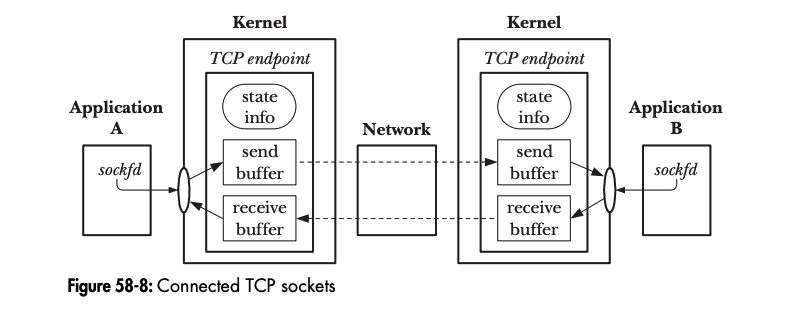 Kernel
Kernel
TCP endpoint
TCP endpoint
Application
A
state
info
Network
state
info
Application
B
sockfd
send
buffer
send
buffer
sockfd
receive
buffer
receive
buffer
Figure 58-8: Connected TCP sockets